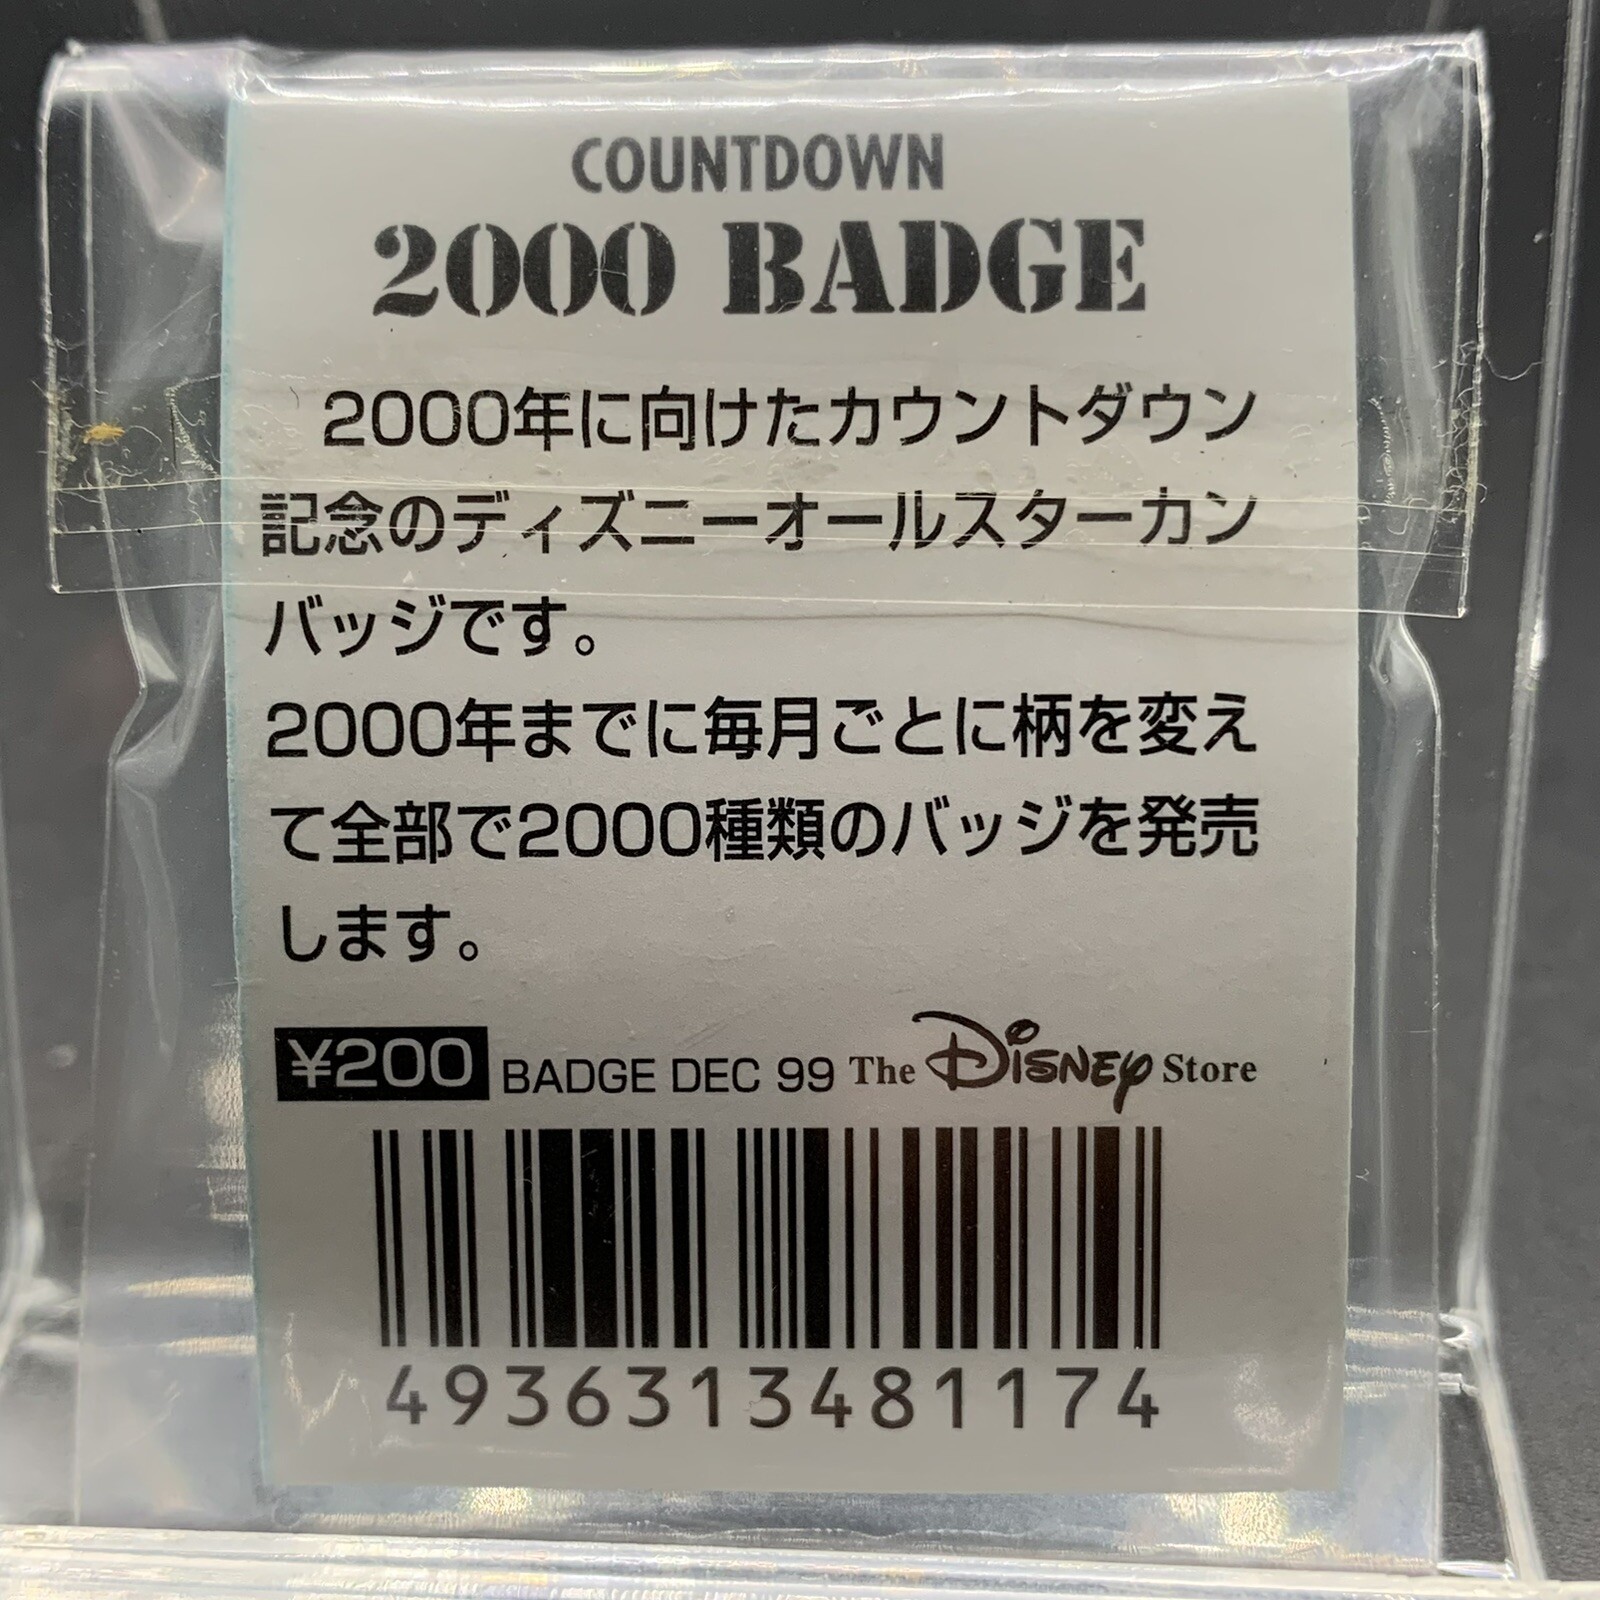 COUNTDOWN
2000 BADGE
2000年に向けたカウントダウン
記念のディズニーオールスターカン
バッジです。
2000年までに毎月ごとに柄を変え
て全部で2000種類のバッジを発売
します。
¥200 BADGE DEC 99 The Disney Store
4936313481174